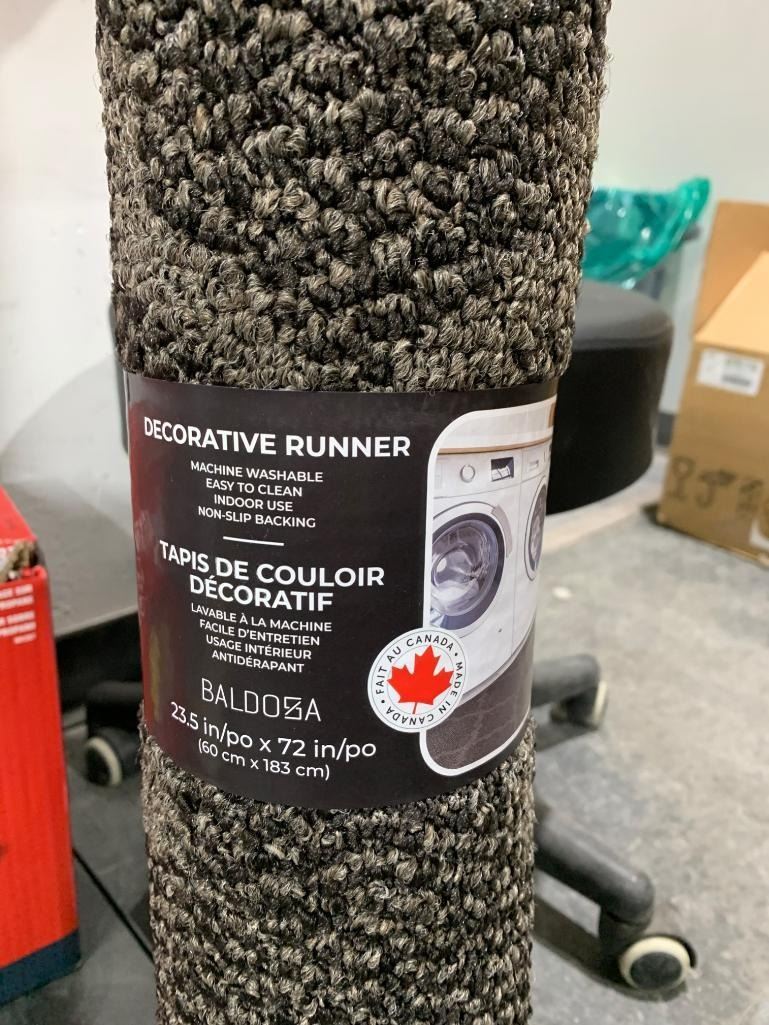 DECORATIVE RUNNER
MACHINE WASHABLE
EASY TO CLEAN
INDOOR USE
NON-SLIP BACKING
TAPIS DE COULOIR
DÉCORATIF
LAVABLE À LA MACHINE
FACILE D'ENTRETIEN
USAGE INTÉRIEUR
ANTIDÉRAPANT
BALDOSA
23.5 in/po x 72 in/po
(60 cm x 183 cm)
• FAIT AU CANADA • MADE IN CANADA